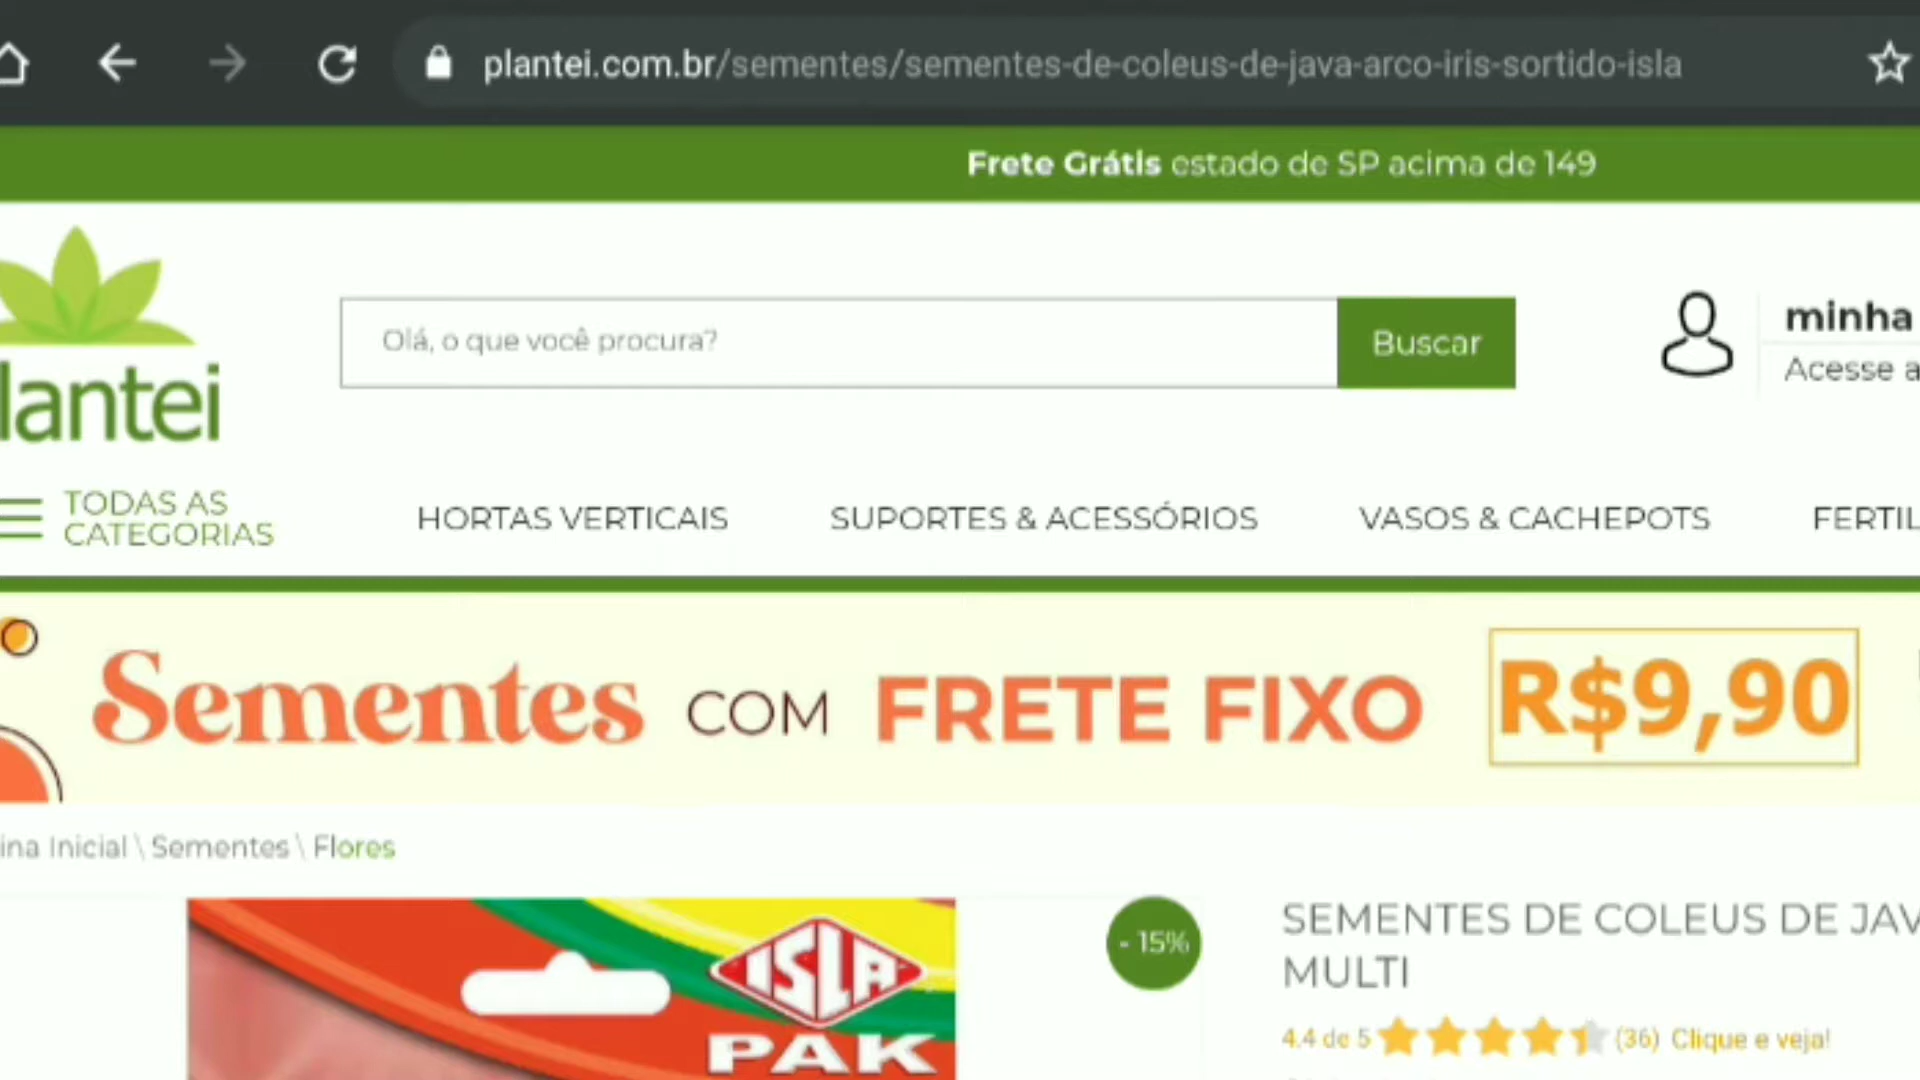 plantei.com.br/sementes/sementes-de-coleus-de-java-arco-iris-sortido-isla
Frete Grátis estado de SP acima de 149
lantei
Olá, o que você procura?
Buscar
minha
Acesse a
TODAS AS
CATEGORIAS
HORTAS VERTICAIS
SUPORTES & ACESSÓRIOS
VASOS & CACHEPOTS
FERTIL
Sementes COM FRETE FIXO R$9,90
ina Inicial \ Sementes \ Flores
ISLA
PAK
- 15%
SEMENTES DE COLEUS DE JAV
MULTI
4.4 de 5 (36) Clique e veja!